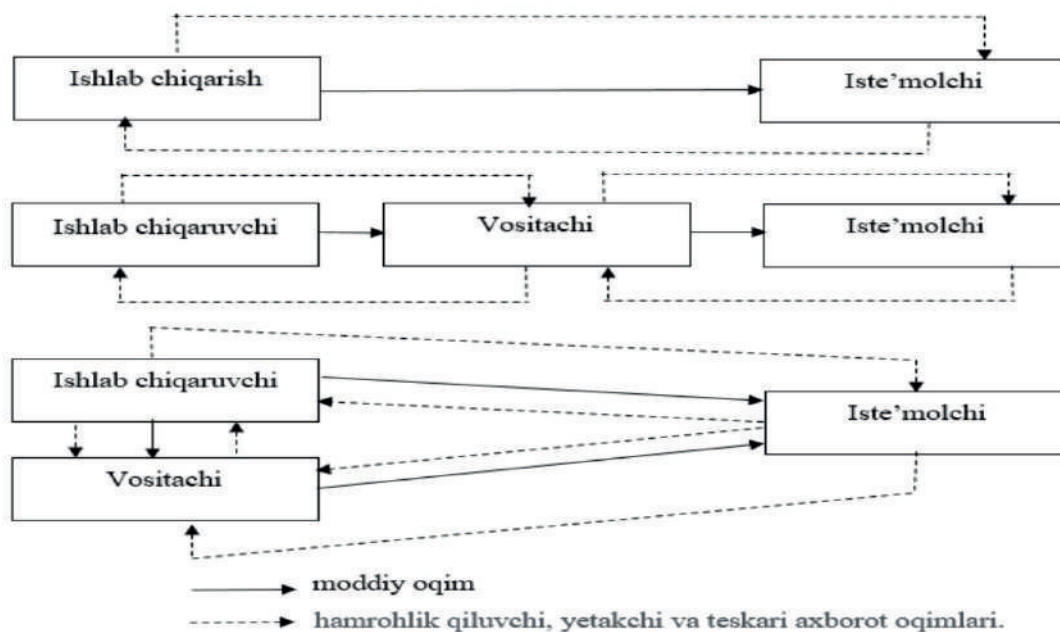 Ishlab chiqarish
Iste’molchi
Ishlab chiqaruvchi
Vositachi
Iste’molchi
Ishlab chiqaruvchi
Iste’molchi
Vositachi
moddiy oqim
hamrohlik qiluvchi, yetakchi va teskari axborot oqimlari.